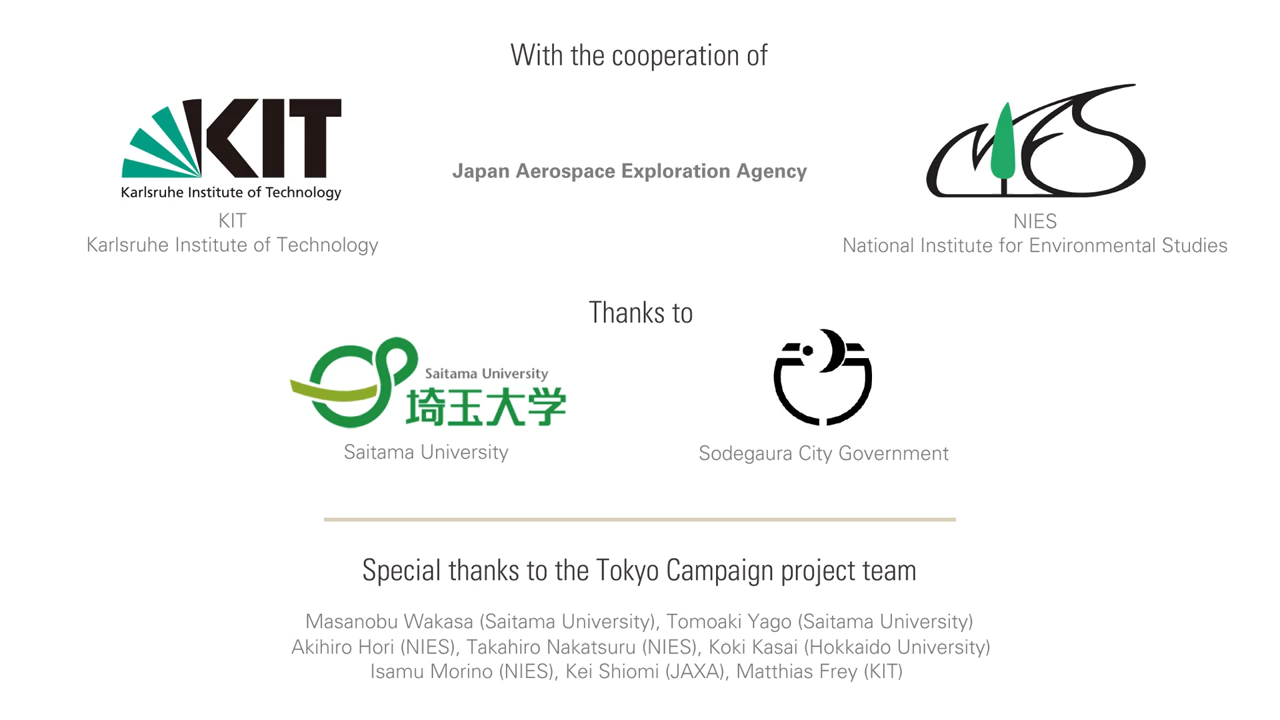 With the cooperation of
KIT
Karlsruhe Institute of Technology
KIT
Karlsruhe Institute of Technology
Japan Aerospace Exploration Agency
NIES
NIES
National Institute for Environmental Studies
Thanks to
Saitama University
埼玉大学
Saitama University
Sodegaura City Government
Special thanks to the Tokyo Campaign project team
Masanobu Wakasa (Saitama University), Tomoaki Yago (Saitama University)
Akihiro Hori (NIES), Takahiro Nakatsuru (NIES), Koki Kasai (Hokkaido University)
Isamu Morino (NIES), Kei Shiomi (JAXA), Matthias Frey (KIT)